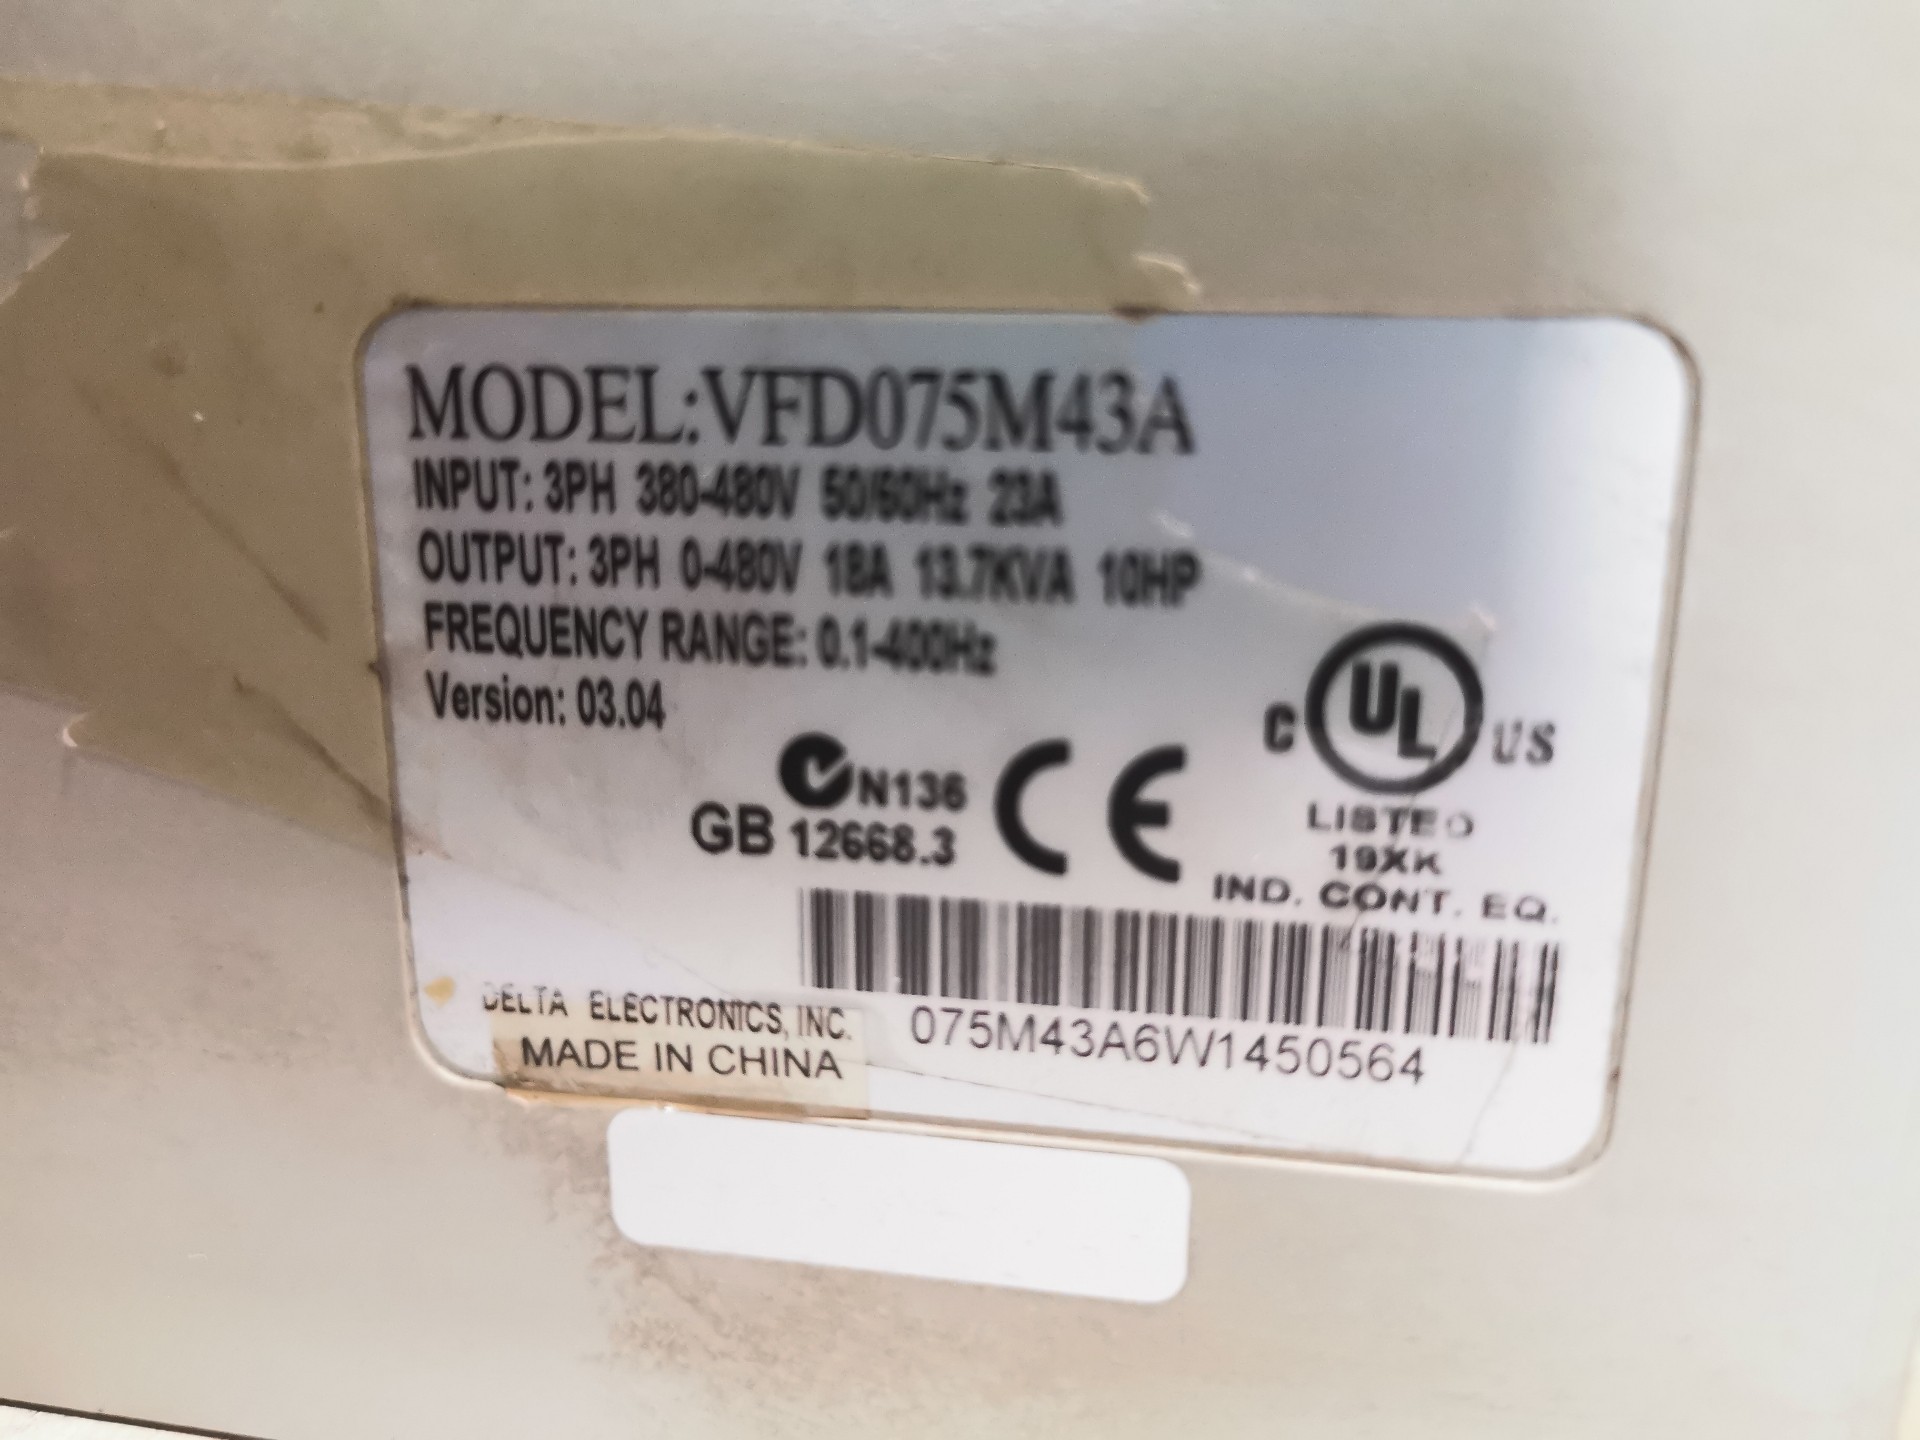 MODEL:VFD075M43A
INPUT: 3PH 380-480V 50/60Hz 23A
OUTPUT: 3PH 0-480V 18A 13.7KVA 10HP
FREQUENCY RANGE: 0.1-400Hz
Version: 03.04
N136
GB 12668.3
CE
C UL US
LISTED
19XK
IND. CONT. EQ.
DELTA ELECTRONICS, INC.
MADE IN CHINA
075M43A6W1450564